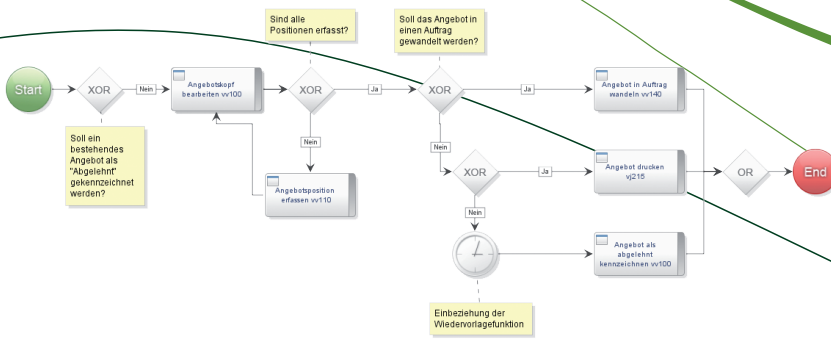 Sind alle
Positionen erfasst?
Soll das Angebot in
einen Auftrag
gewandelt werden?
Start
XOR
Nein
Angebotskopf
bearbeiten vv100
XOR
Ja
XOR
Ja
Angebot in Auftrag
wandeln vv140
Soll ein
bestehendes
Angebot als
"Abgelehnt"
gekennzeichnet
werden?
Nein
Nein
Angebotsposition
erfassen vv110
XOR
Ja
Angebot drucken
vj215
OR
End
Nein
Angebot als
abgelehnt
kennzeichnen vv100
Einbeziehung der
Wiedervorlagefunktion